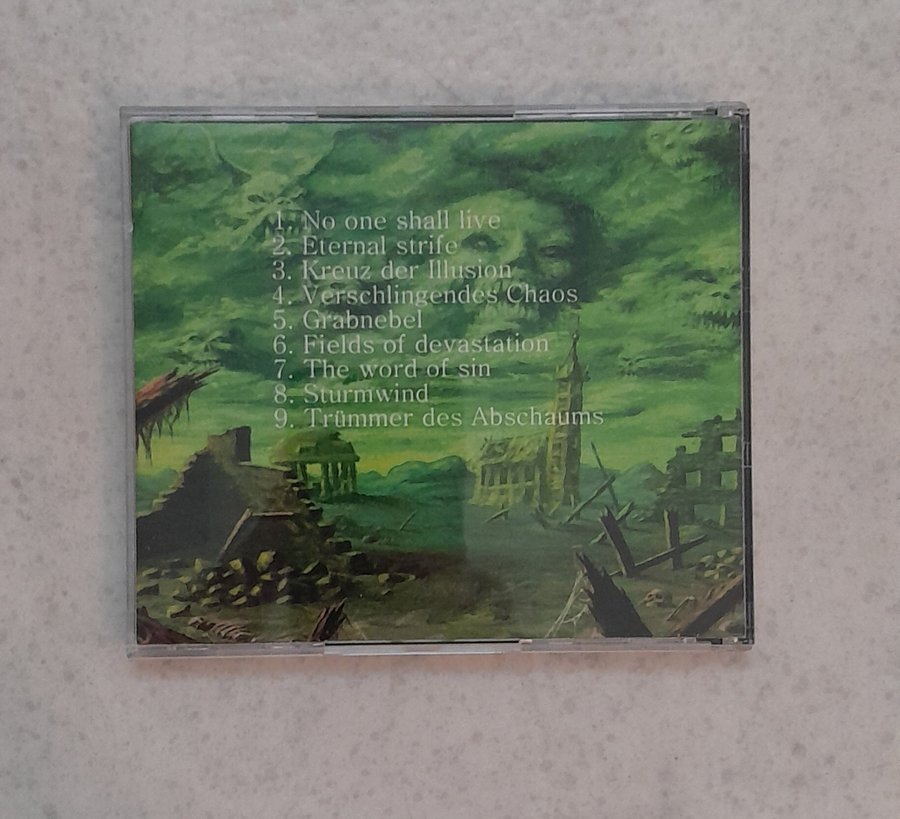 1. No one shall live
2. Eternal strife
3. Kreuz der Illusion
4. Verschlingendes Chaos
5. Grabnebel
6. Fields of devastation
7. The word of sin
8. Sturmwind
9. Trümmer des Abschaums